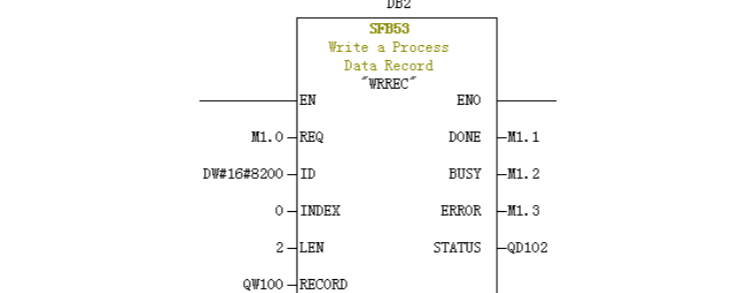 DB2
SFB53
Write a Process
Data Record
"WRREC"
EN ENO
M1.0 REQ DONE M1.1
DW#16#8200 ID BUSY M1.2
0 INDEX ERROR M1.3
2 LEN STATUS QD102
QW100 RECORD